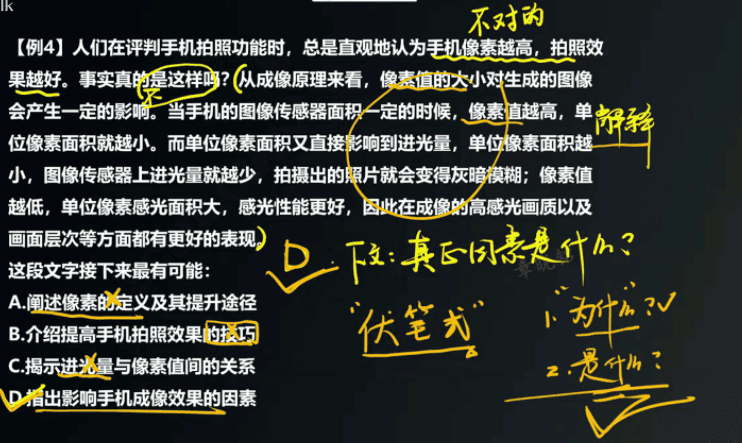 lk
不对的
【例4】人们在评判手机拍照功能时，总是直观地认为手机像素越高，拍照效
果越好。事实真的是这样吗？从成像原理来看，像素值的大小对生成的图像
会产生一定的影响。当手机的图像传感器面积一定的时候，像素值越高，单
位像素面积就越小。而单位像素面积又直接影响到进光量，单位像素面积越
小，图像传感器上进光量就越少，拍摄出的照片就会变得灰暗模糊；像素值
越低，单位像素感光面积大，感光性能更好，因此在成像的高感光画质以及
画面层次等方面都有更好的表现。
解释
这段文字接下来最有可能：
A.阐述像素的定义及其提升途径
B.介绍提高手机拍照效果的技巧
C.揭示进光量与像素值间的关系
D.指出影响手机成像效果的因素
D
下文：真正因素是什么？
“伏笔式”
1.“为什么”？
2.是什么？